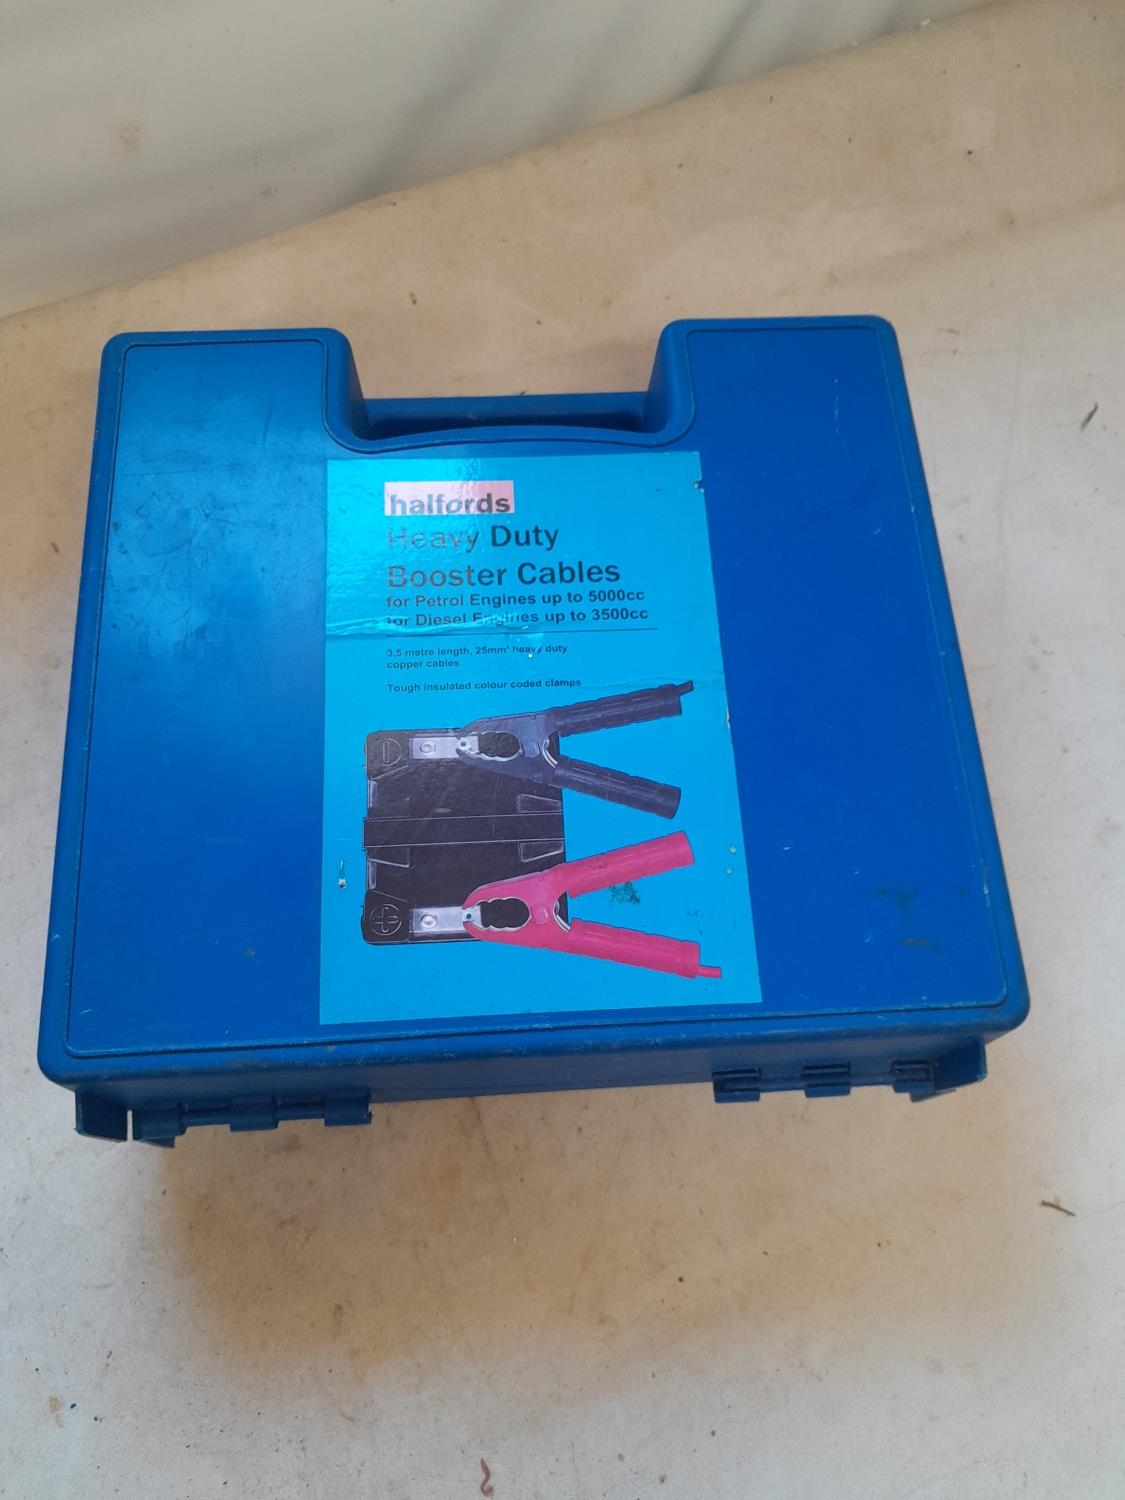 halfords
Heavy Duty
Booster Cables
for Petrol Engines up to 5000cc
for Diesel Engines up to 3500cc
3.5 metre length, 25mm² heavy duty
copper cables
Tough insulated colour coded clamps